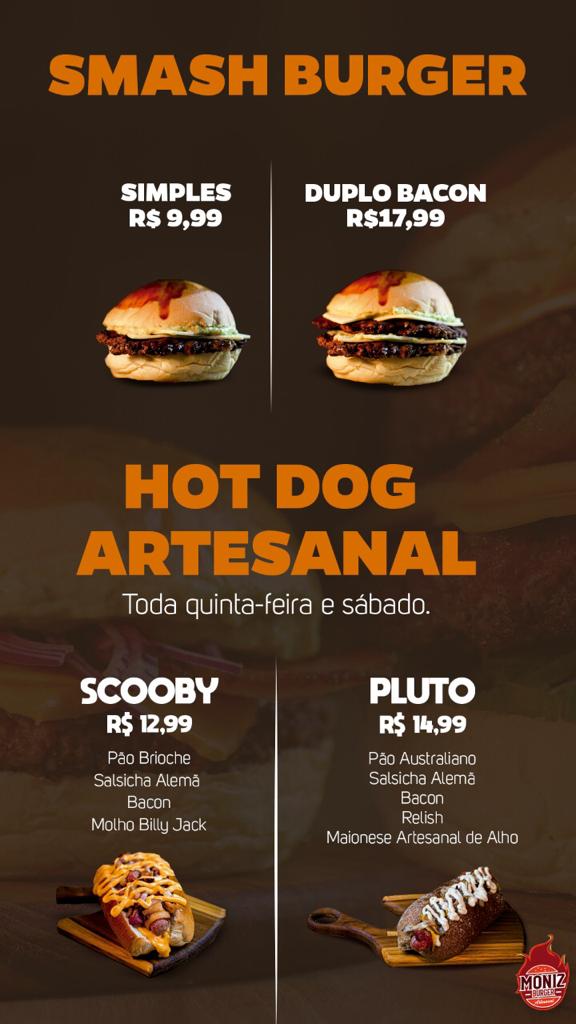 SMASH BURGER
SIMPLES
R$ 9,99
DUPLO BACON
R$17,99
HOT DOG
ARTESANAL
Toda quinta-feira e sábado.
SCOOBY
R$ 12,99
Pão Brioche
Salsicha Alemã
Bacon
Molho Billy Jack
PLUTO
R$ 14,99
Pão Australiano
Salsicha Alemã
Bacon
Relish
Maionese Artesanal de Alho
MONIZ
BURGER
Artesanal